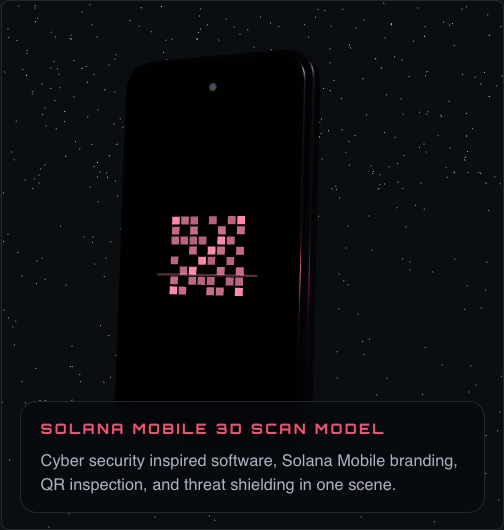 SOLANA MOBILE 3D SCAN MODEL
Cyber security inspired software, Solana Mobile branding,
QR inspection, and threat shielding in one scene.